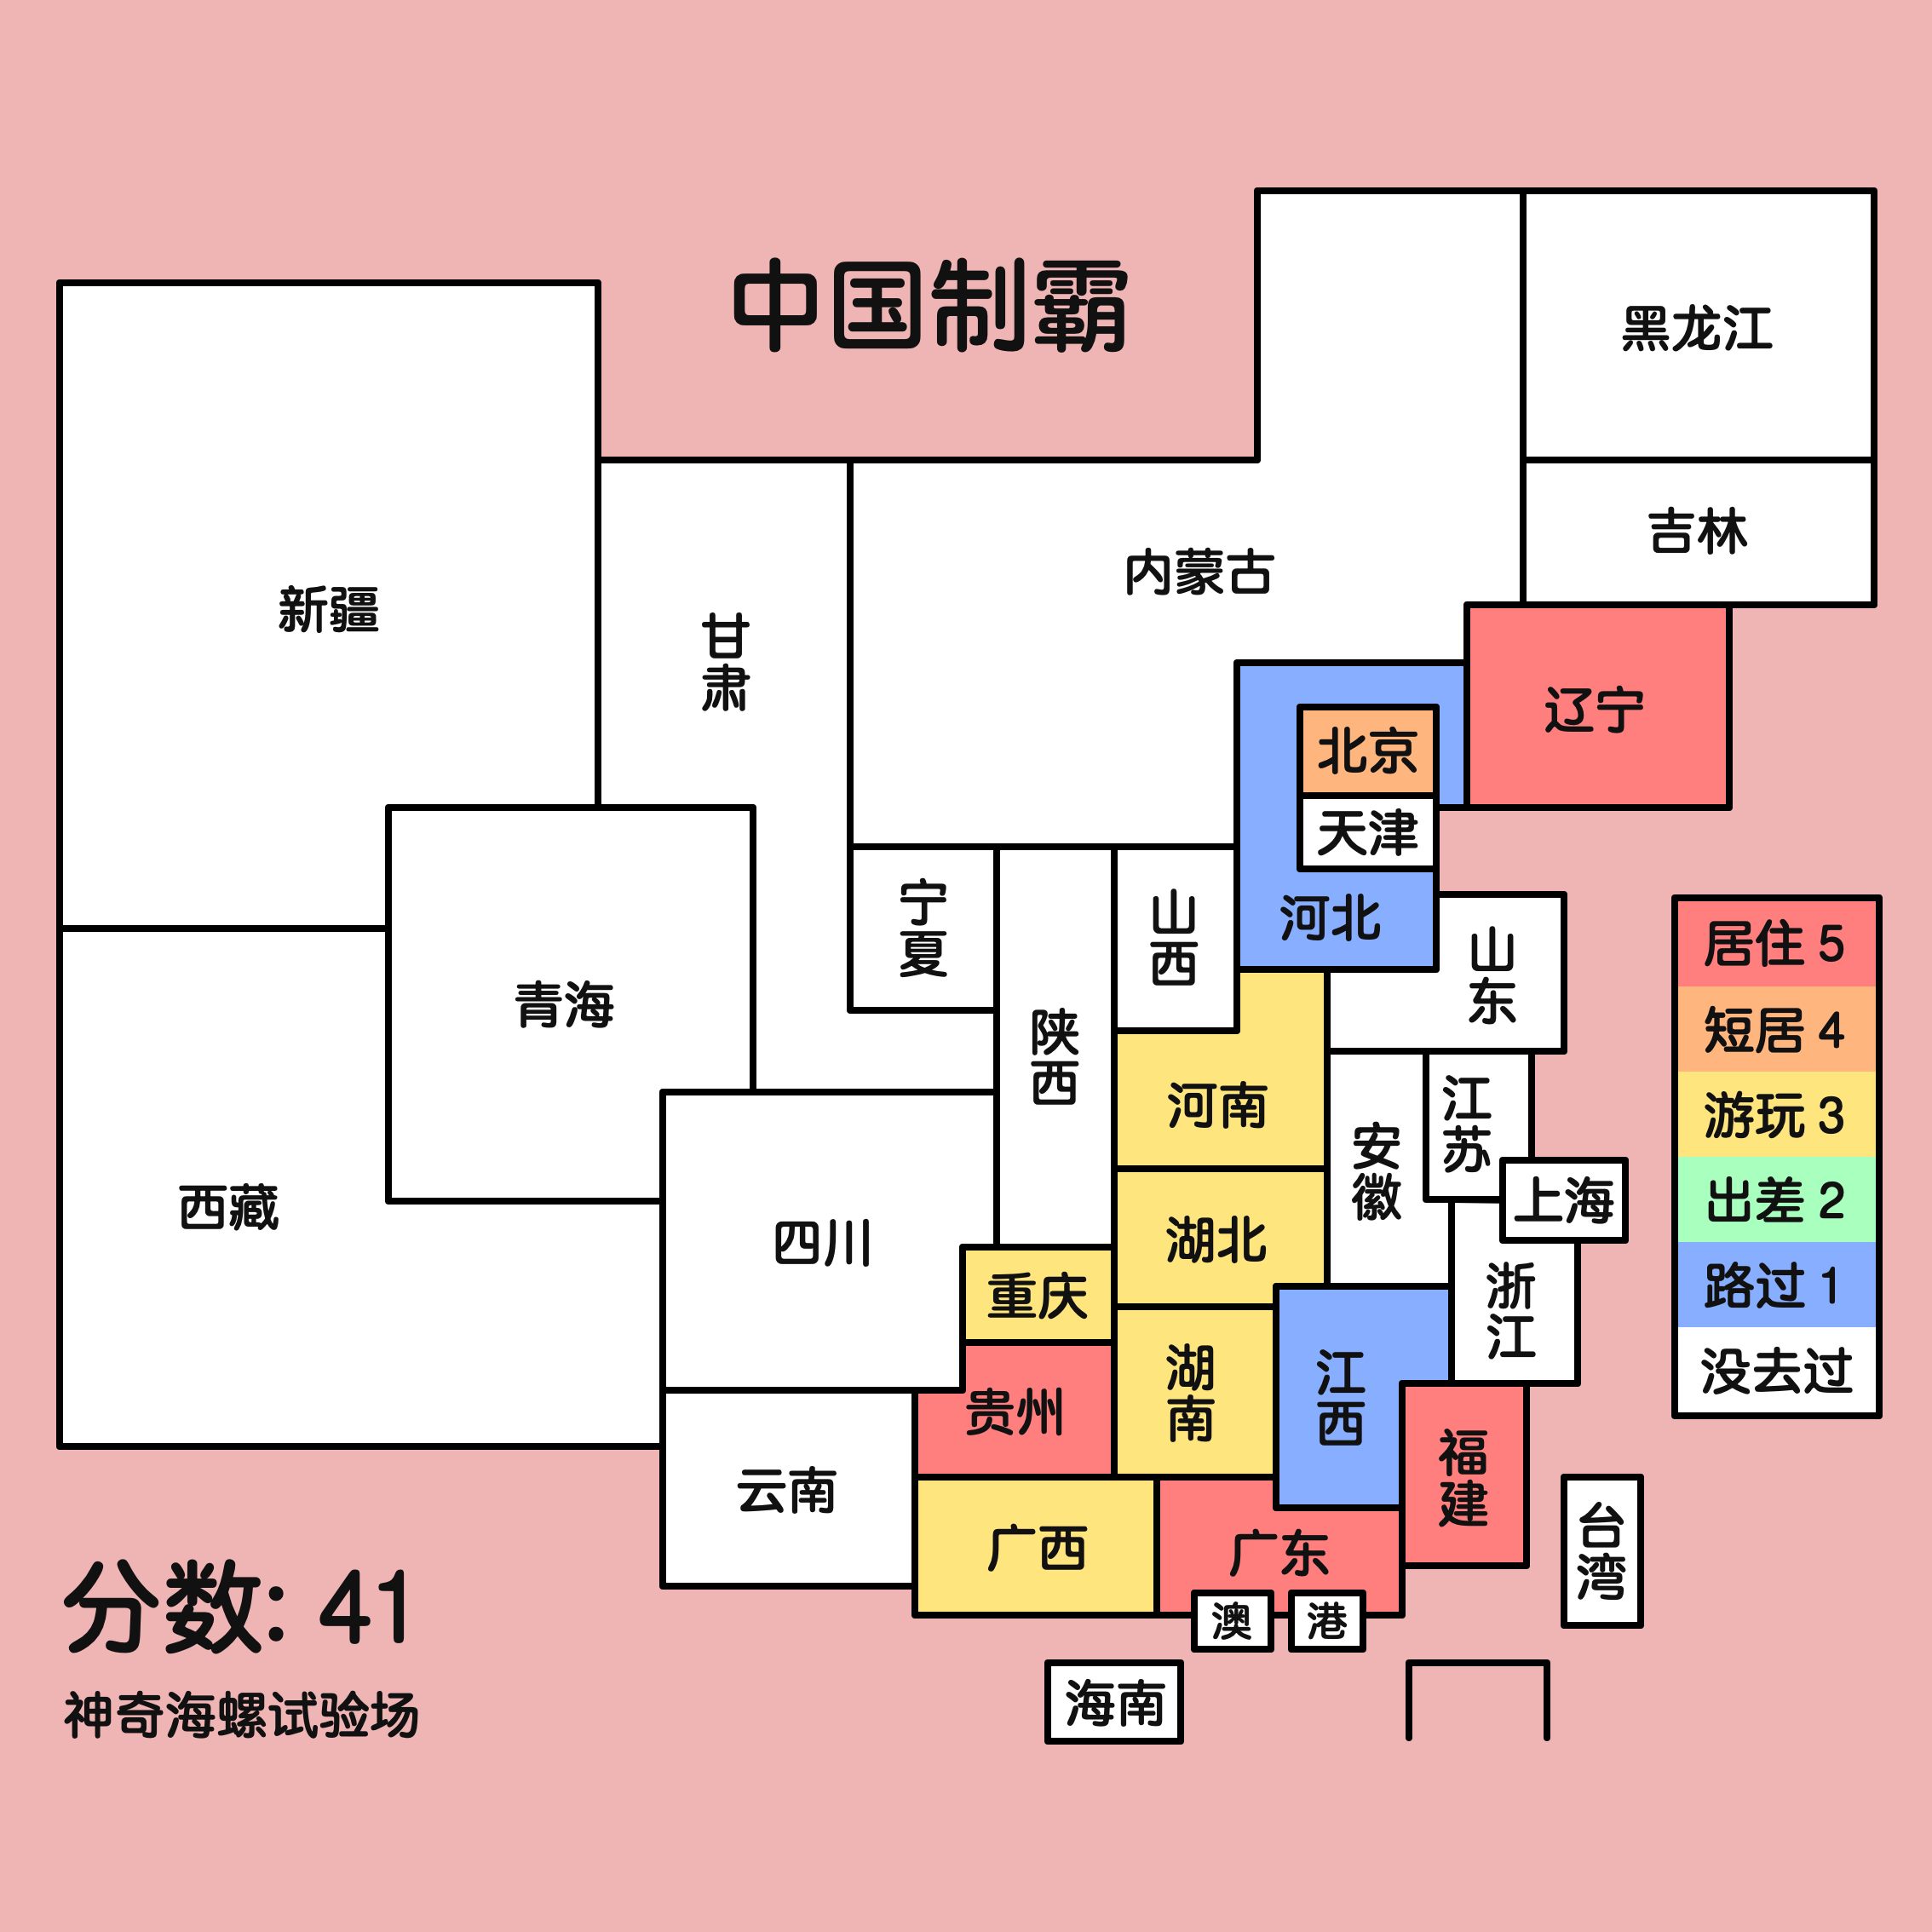 中国制霸
黑龙江
吉林
内蒙古
新疆
甘肃
辽宁
北京
天津
河北
宁夏
山西
山东
青海
陕西
河南
江苏
安徽
上海
西藏
四川
湖北
重庆
浙江
湖南
江西
贵州
福建
云南
广西
广东
台湾
澳
港
海南
居住 5
短居 4
游玩 3
出差 2
路过 1
没去过
分数: 41
神奇海螺试验场